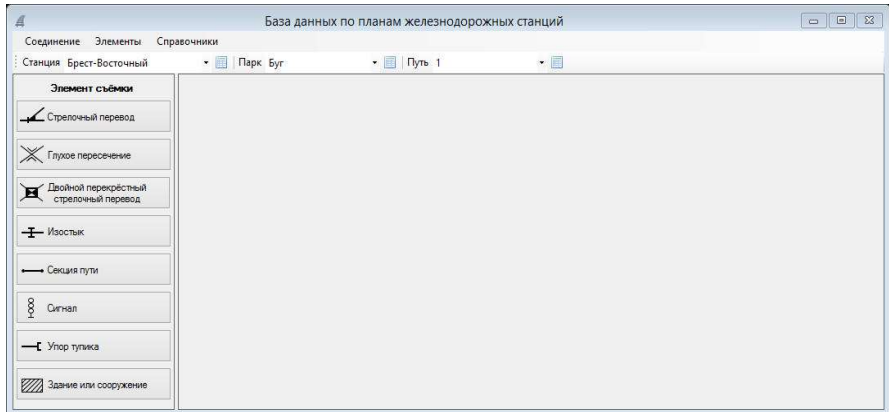 База данных по планам железнодорожных станций
Соединение Элементы Справочники
Станция Брест-Восточный Парк Буг Путь 1
Элемент съёмки
Стрелочный перевод
Глухое пересечение
Двойной перекрёстный
стрелочный перевод
Изостык
Секция пути
Сигнал
Упор тупика
Здание или сооружение